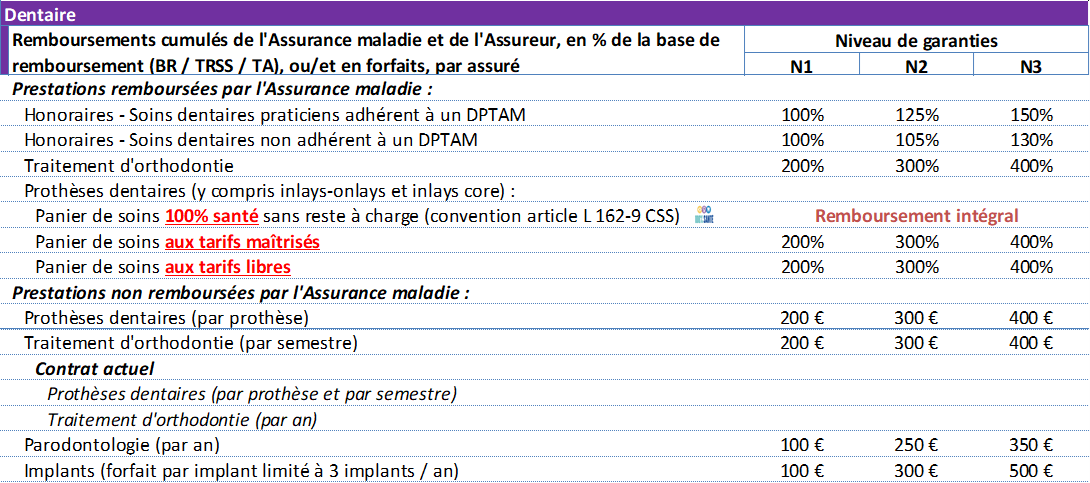 Dentaire
Remboursements cumulés de l'Assurance maladie et de l'Assureur, en % de la base de
remboursement (BR / TRSS / TA), ou/et en forfaits, par assuré
Niveau de garanties
N1 N2 N3
Prestations remboursées par l'Assurance maladie :
Honoraires - Soins dentaires praticiens adhérent à un DPTAM 100% 125% 150%
Honoraires - Soins dentaires non adhérent à un DPTAM 100% 105% 130%
Traitement d'orthodontie 200% 300% 400%
Prothèses dentaires (y compris inlays-onlays et inlays core) :
Panier de soins 100% santé sans reste à charge (convention article L 162-9 CSS) Remboursement intégral
Panier de soins aux tarifs maîtrisés 200% 300% 400%
Panier de soins aux tarifs libres 200% 300% 400%
Prestations non remboursées par l'Assurance maladie :
Prothèses dentaires (par prothèse) 200 € 300 € 400 €
Traitement d'orthodontie (par semestre) 200 € 300 € 400 €
Contrat actuel
Prothèses dentaires (par prothèse et par semestre)
Traitement d'orthodontie (par an)
Parodontologie (par an) 100 € 250 € 350 €
Implants (forfait par implant limité à 3 implants / an) 100 € 300 € 500 €